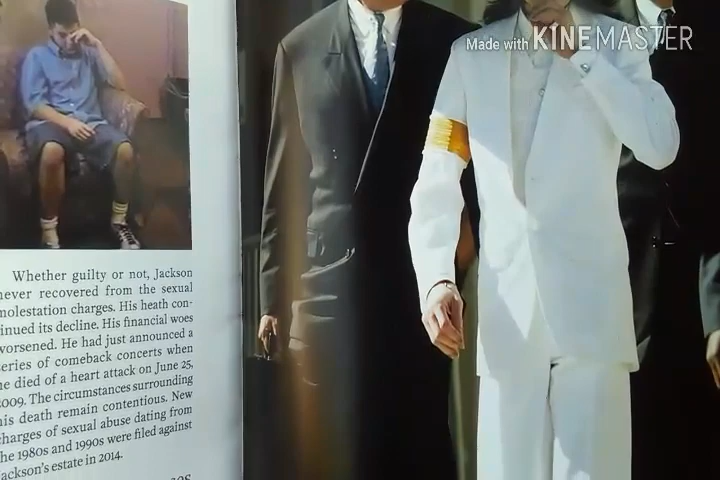 Made with KINEMASTER
Whether guilty or not, Jackson
never recovered from the sexual
molestation charges. His heath con-
tinued its decline. His financial woes
worsened. He had just announced a
series of comeback concerts when
he died of a heart attack on June 25,
2009. The circumstances surrounding
his death remain contentious. New
charges of sexual abuse dating from
the 1980s and 1990s were filed against
Jackson's estate in 2014.